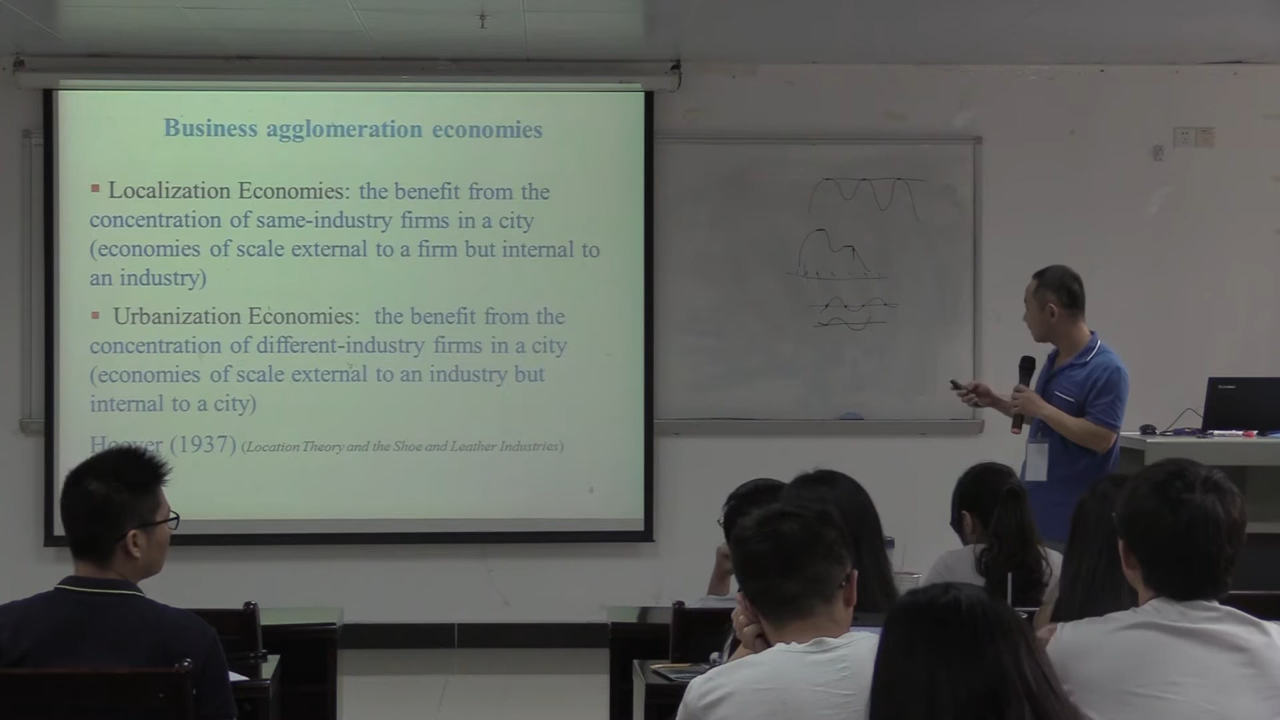 Business agglomeration economies
▪ Localization Economies: the benefit from the
concentration of same-industry firms in a city
(economies of scale external to a firm but internal to
an industry)
▪ Urbanization Economies: the benefit from the
concentration of different-industry firms in a city
(economies of scale external to an industry but
internal to a city)
Hoover (1937) (Location Theory and the Shoe and Leather Industries)